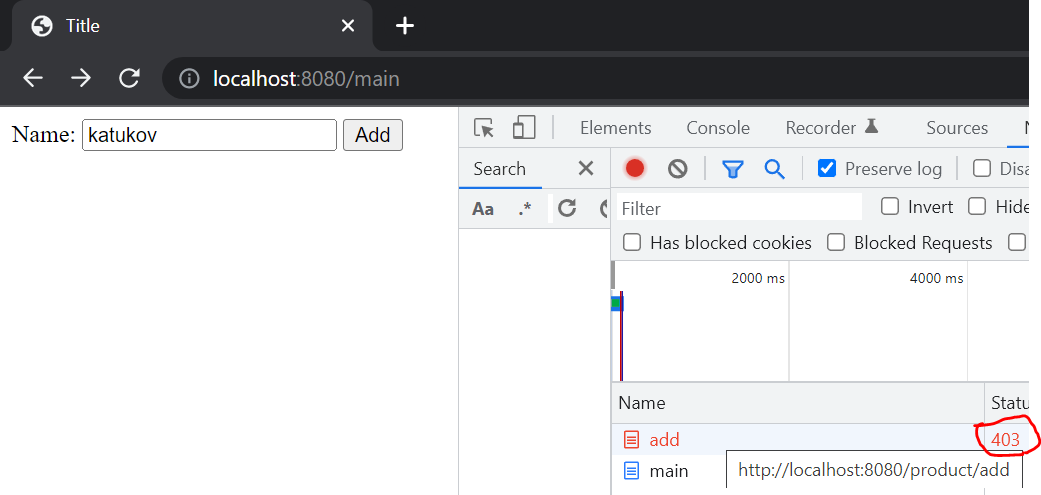 Title
localhost:8080/main
Name: katukov Add
Elements Console Recorder Sources
Search Preserve log Disa
Aa .*
Filter Invert Hide
Has blocked cookies Blocked Requests
2000 ms 4000 ms
Name Statu
add 403
main http://localhost:8080/product/add